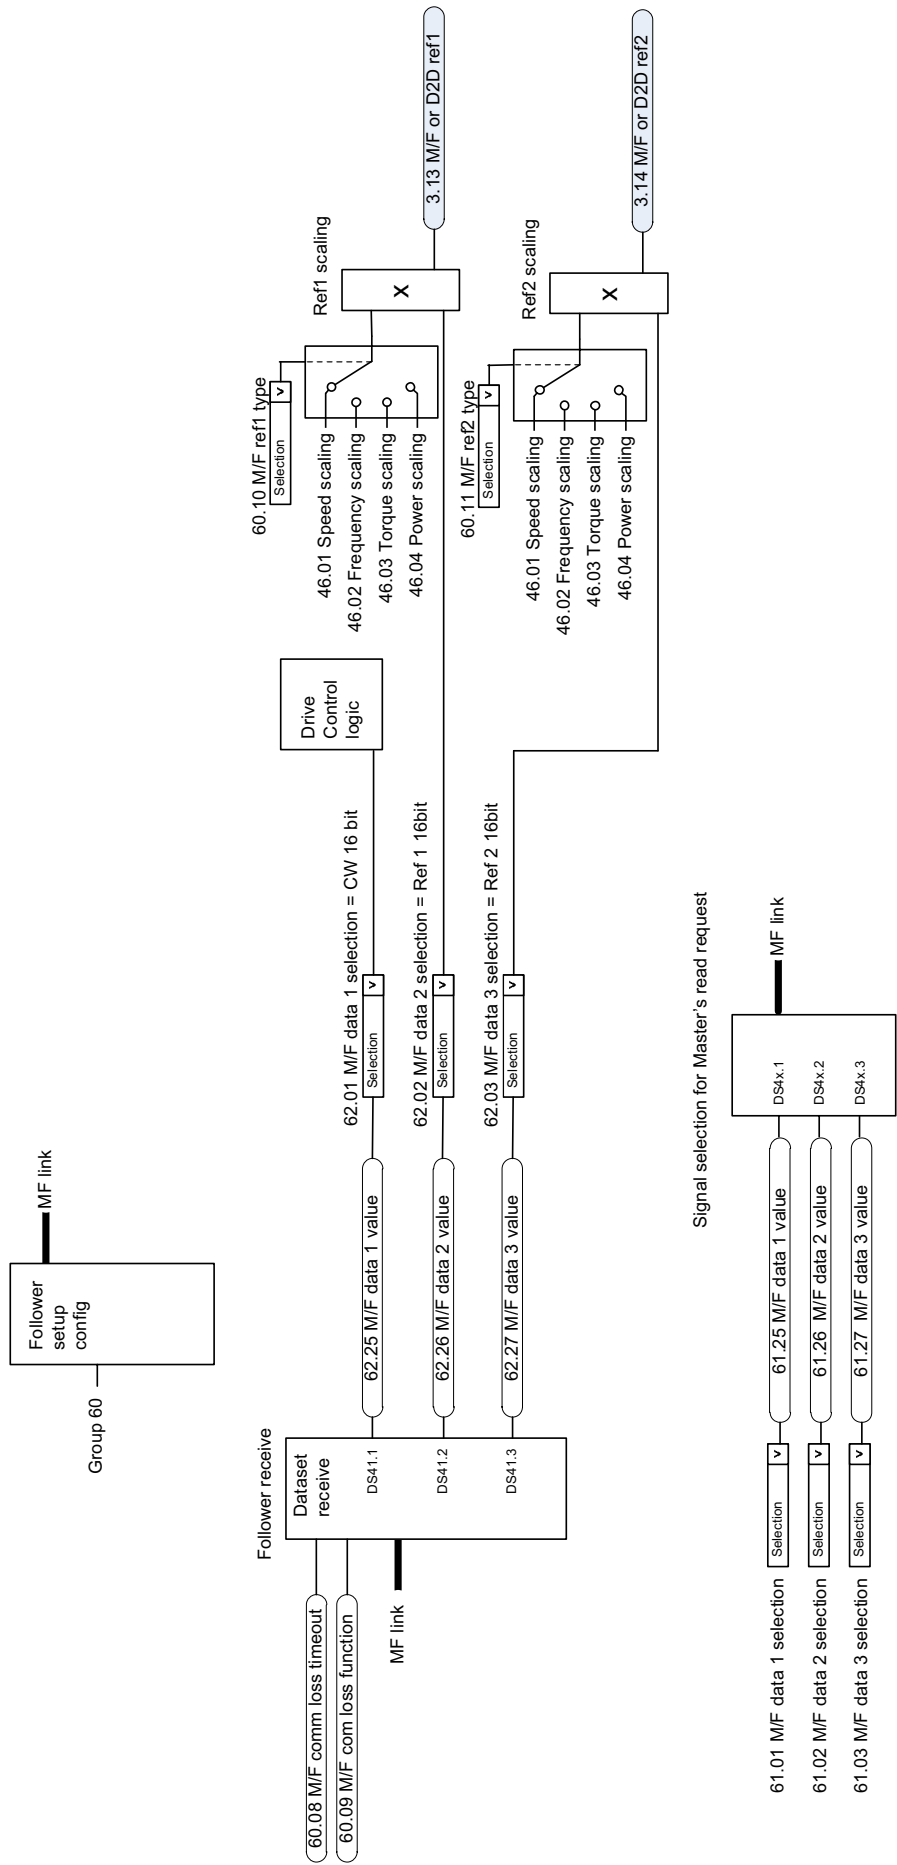 Follower
setup
config
Group 60
MF link
Follower receive
Dataset
receive
60.08 M/F comm loss timeout
60.09 M/F com loss function
MF link
DS41.1
DS41.2
DS41.3
62.25 M/F data 1 value
62.26 M/F data 2 value
62.27 M/F data 3 value
62.01 M/F data 1 selection = CW 16 bit
Selection
v
62.02 M/F data 2 selection = Ref 1 16bit
Selection
v
62.03 M/F data 3 selection = Ref 2 16bit
Selection
v
Drive
Control
logic
60.10 M/F ref1 type
Selection
v
46.01 Speed scaling
46.02 Frequency scaling
46.03 Torque scaling
46.04 Power scaling
Ref1 scaling
X
3.13 M/F or D2D ref1
60.11 M/F ref2 type
Selection
v
46.01 Speed scaling
46.02 Frequency scaling
46.03 Torque scaling
46.04 Power scaling
Ref2 scaling
X
3.14 M/F or D2D ref2
Signal selection for Master's read request
61.01 M/F data 1 selection
Selection
v
61.25 M/F data 1 value
DS4x.1
MF link
61.02 M/F data 2 selection
Selection
v
61.26 M/F data 2 value
DS4x.2
61.03 M/F data 3 selection
Selection
v
61.27 M/F data 3 value
DS4x.3